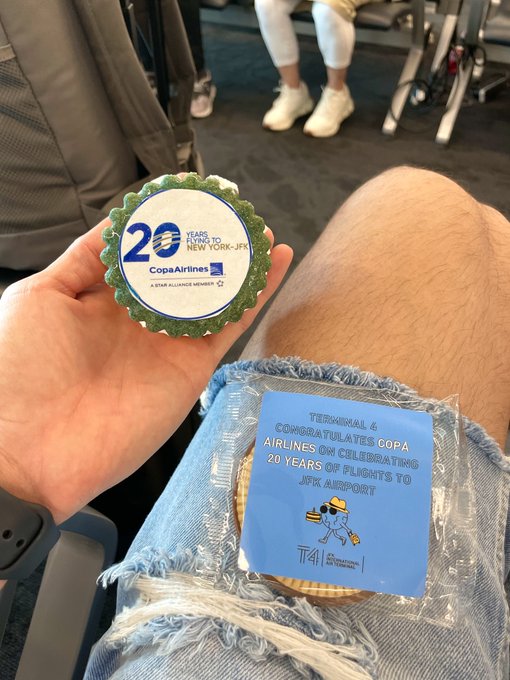 20 YEARS
FLYING TO
NEW YORK-JFK
CopaAirlines
A STAR ALLIANCE MEMBER
TERMINAL 4
CONGRATULATES COPA
AIRLINES ON CELEBRATING
20 YEARS OF FLIGHTS TO
JFK AIRPORT
T4 JFK
INTERNATIONAL
AIR TERMINAL